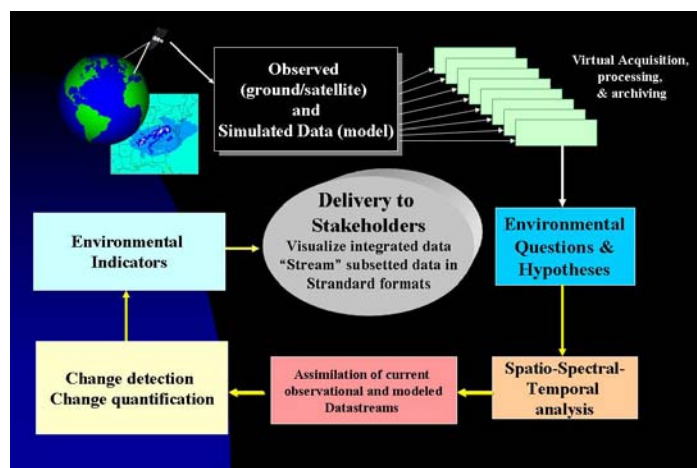 Observed
(ground/satellite)
and
Simulated Data (model)
Virtual Acquisition,
processing,
& archiving
Delivery to
Stakeholders
Visualize integrated data
"Stream" subsetted data in
Strandard formats
Environmental
Questions &
Hypotheses
Environmental
Indicators
Change detection
Change quantification
Assimilation of current
observational and modeled
Datastreams
Spatio-Spectral-
Temporal
analysis